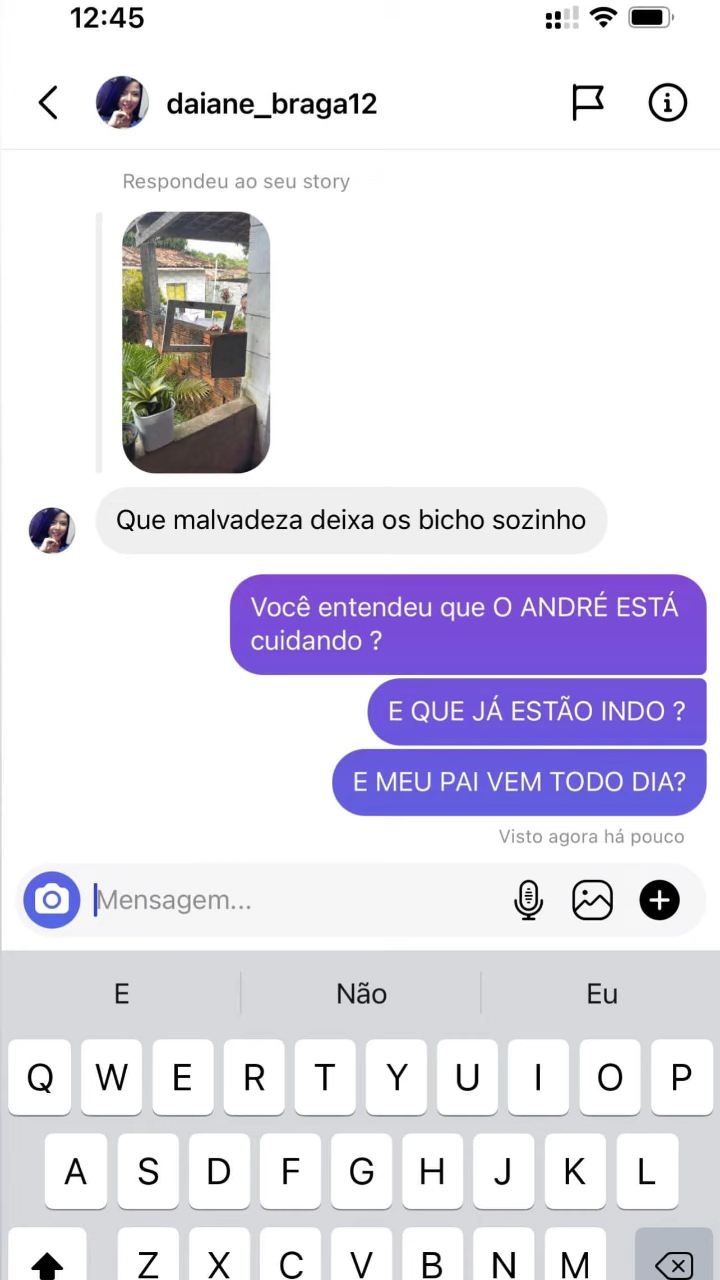 12:45
daiane_braga12
Respondeu ao seu story
Que malvadeza deixa os bicho sozinho
Você entendeu que O ANDRÉ ESTÁ
cuidando ?
E QUE JÁ ESTÃO INDO ?
E MEU PAI VEM TODO DIA?
Visto agora há pouco
Mensagem...
E Não Eu
Q W E R T Y U I O P
A S D F G H J K L
Z X C V B N M